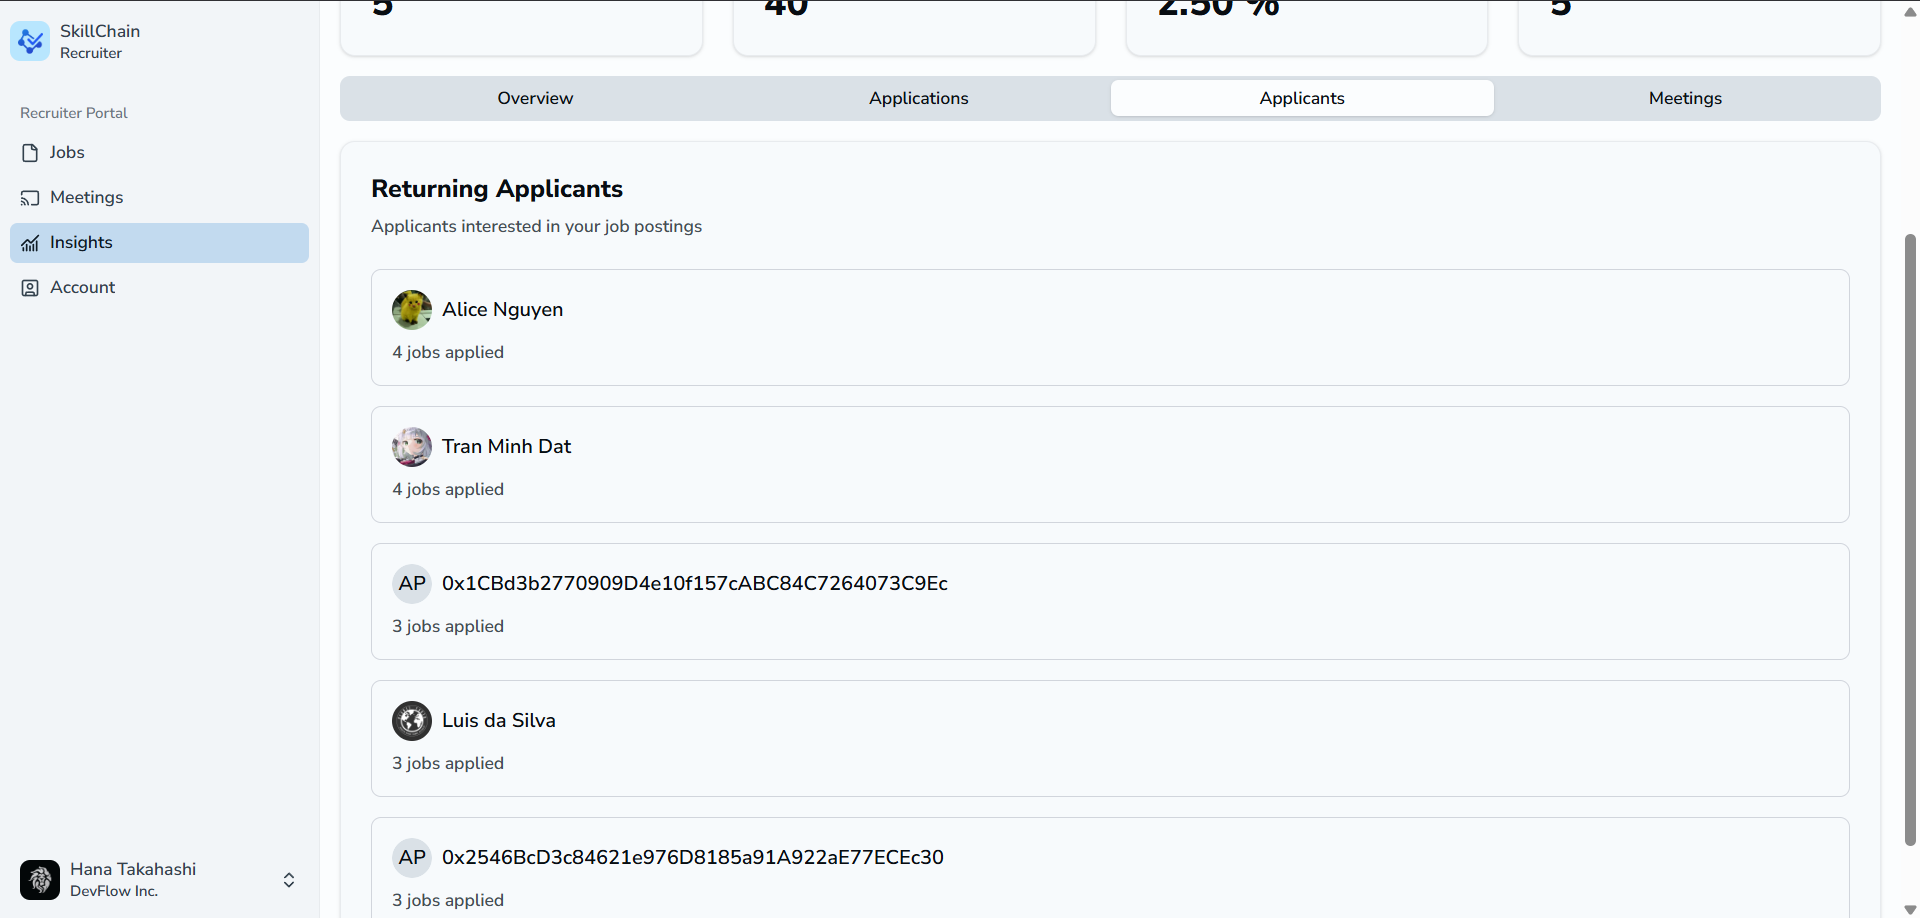 SkillChain
Recruiter
Recruiter Portal
Jobs
Meetings
Insights
Account
Hana Takahashi
DevFlow Inc.
5
40
2.50 %
5
Overview
Applications
Applicants
Meetings
Returning Applicants
Applicants interested in your job postings
Alice Nguyen
4 jobs applied
Tran Minh Dat
4 jobs applied
AP 0x1CBd3b2770909D4e10f157cABC84C7264073C9Ec
3 jobs applied
Luis da Silva
3 jobs applied
AP 0x2546BcD3c84621e976D8185a91A922aE77ECEc30
3 jobs applied